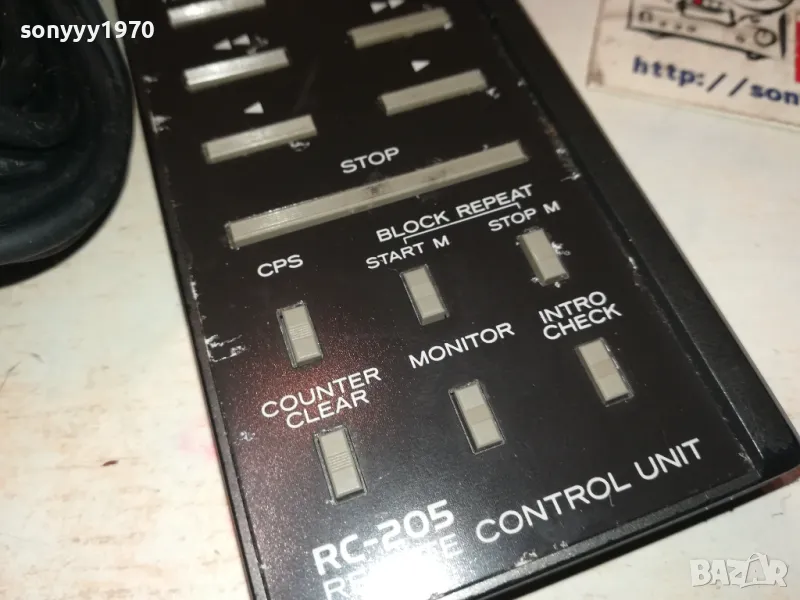 sonyyy1970
http://son
STOP
BLOCK REPEAT
CPS
START M
STOP M
COUNTER
CLEAR
MONITOR
INTRO
CHECK
RC-205
CONTROL UNIT
BAZAR